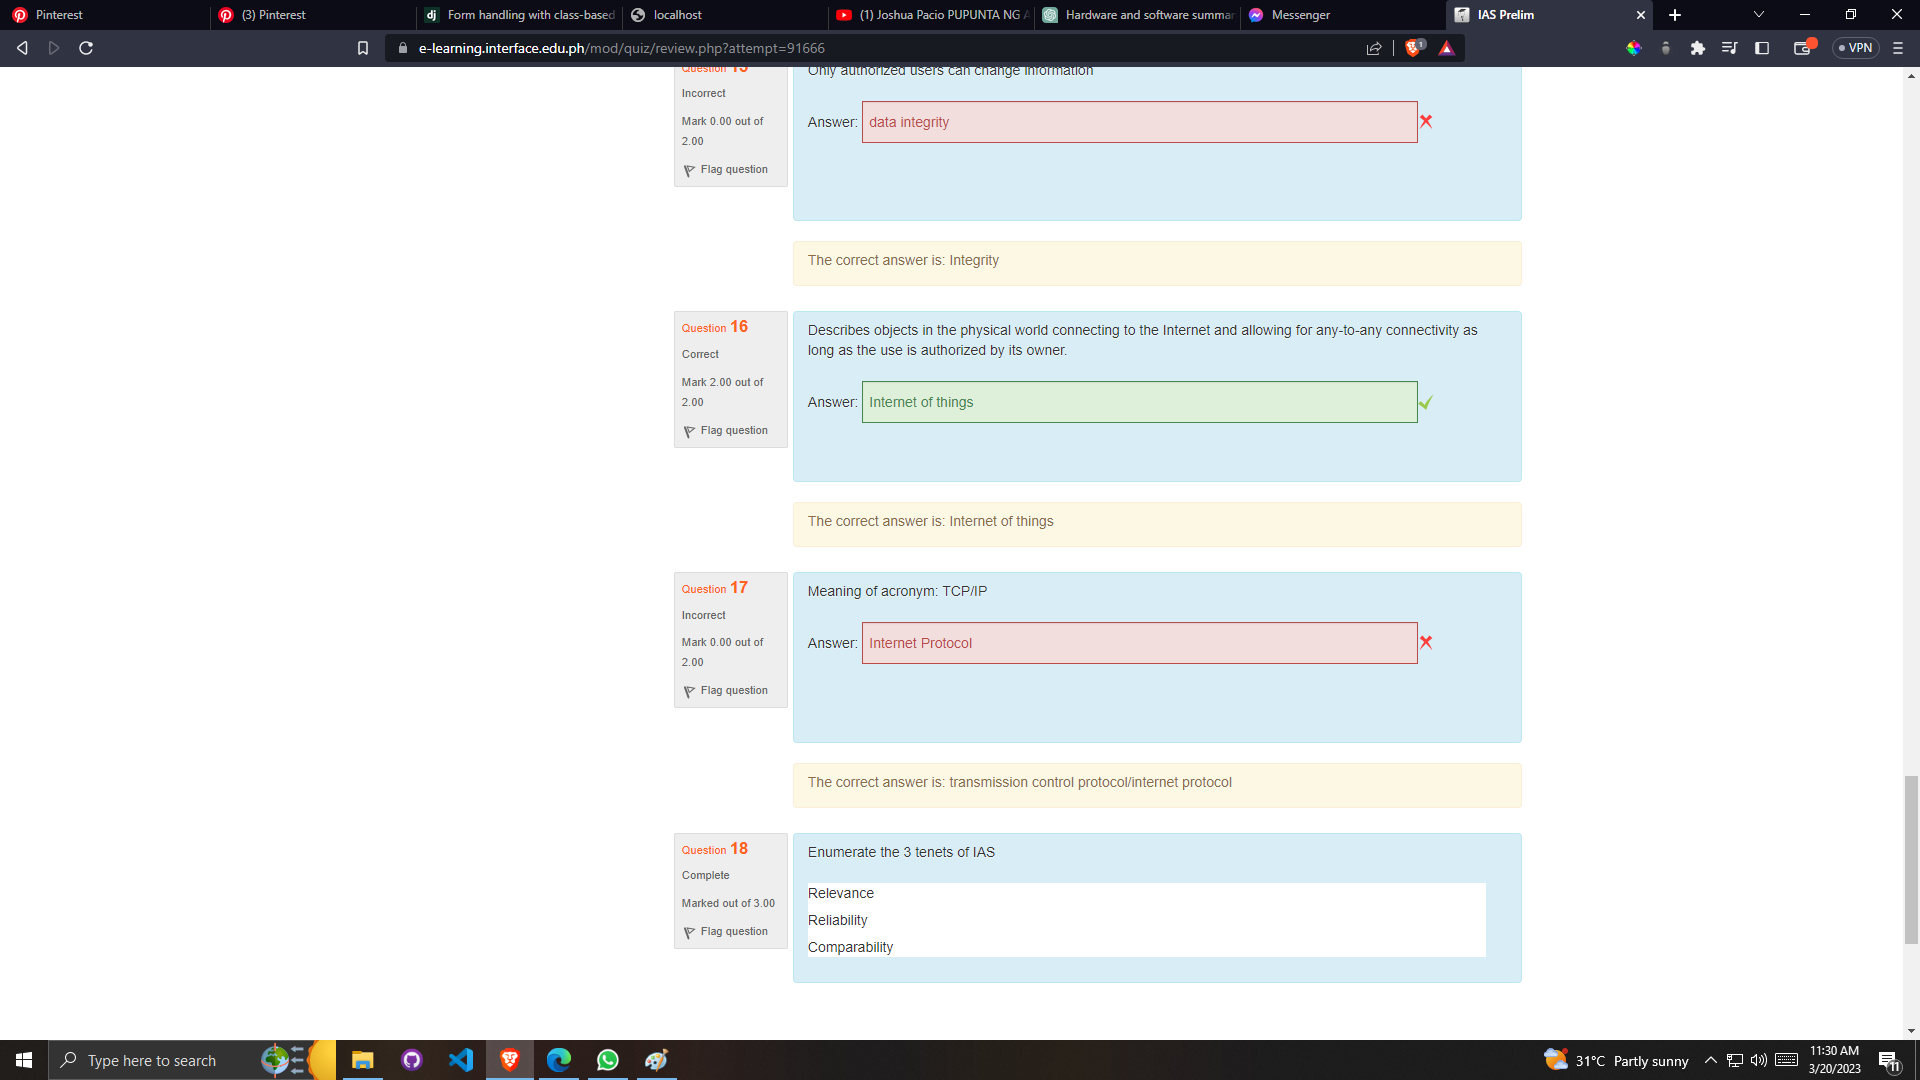 Pinterest
(3) Pinterest
Form handling with class-based
localhost
(1) Joshua Pacio PUPUNTA NG A
Hardware and software summar
Messenger
IAS Prelim
e-learning.interface.edu.ph/mod/quiz/review.php?attempt=91666
1
VPN
Question 15
Incorrect
Mark 0.00 out of
2.00
Flag question
Only authorized users can change information
Answer: data integrity
The correct answer is: Integrity
Question 16
Correct
Mark 2.00 out of
2.00
Flag question
Describes objects in the physical world connecting to the Internet and allowing for any-to-any connectivity as
long as the use is authorized by its owner.
Answer: Internet of things
The correct answer is: Internet of things
Question 17
Incorrect
Mark 0.00 out of
2.00
Flag question
Meaning of acronym: TCP/IP
Answer: Internet Protocol
The correct answer is: transmission control protocol/internet protocol
Question 18
Complete
Marked out of 3.00
Flag question
Enumerate the 3 tenets of IAS
Relevance
Reliability
Comparability
Type here to search
31°C Partly sunny
11:30 AM
3/20/2023
11